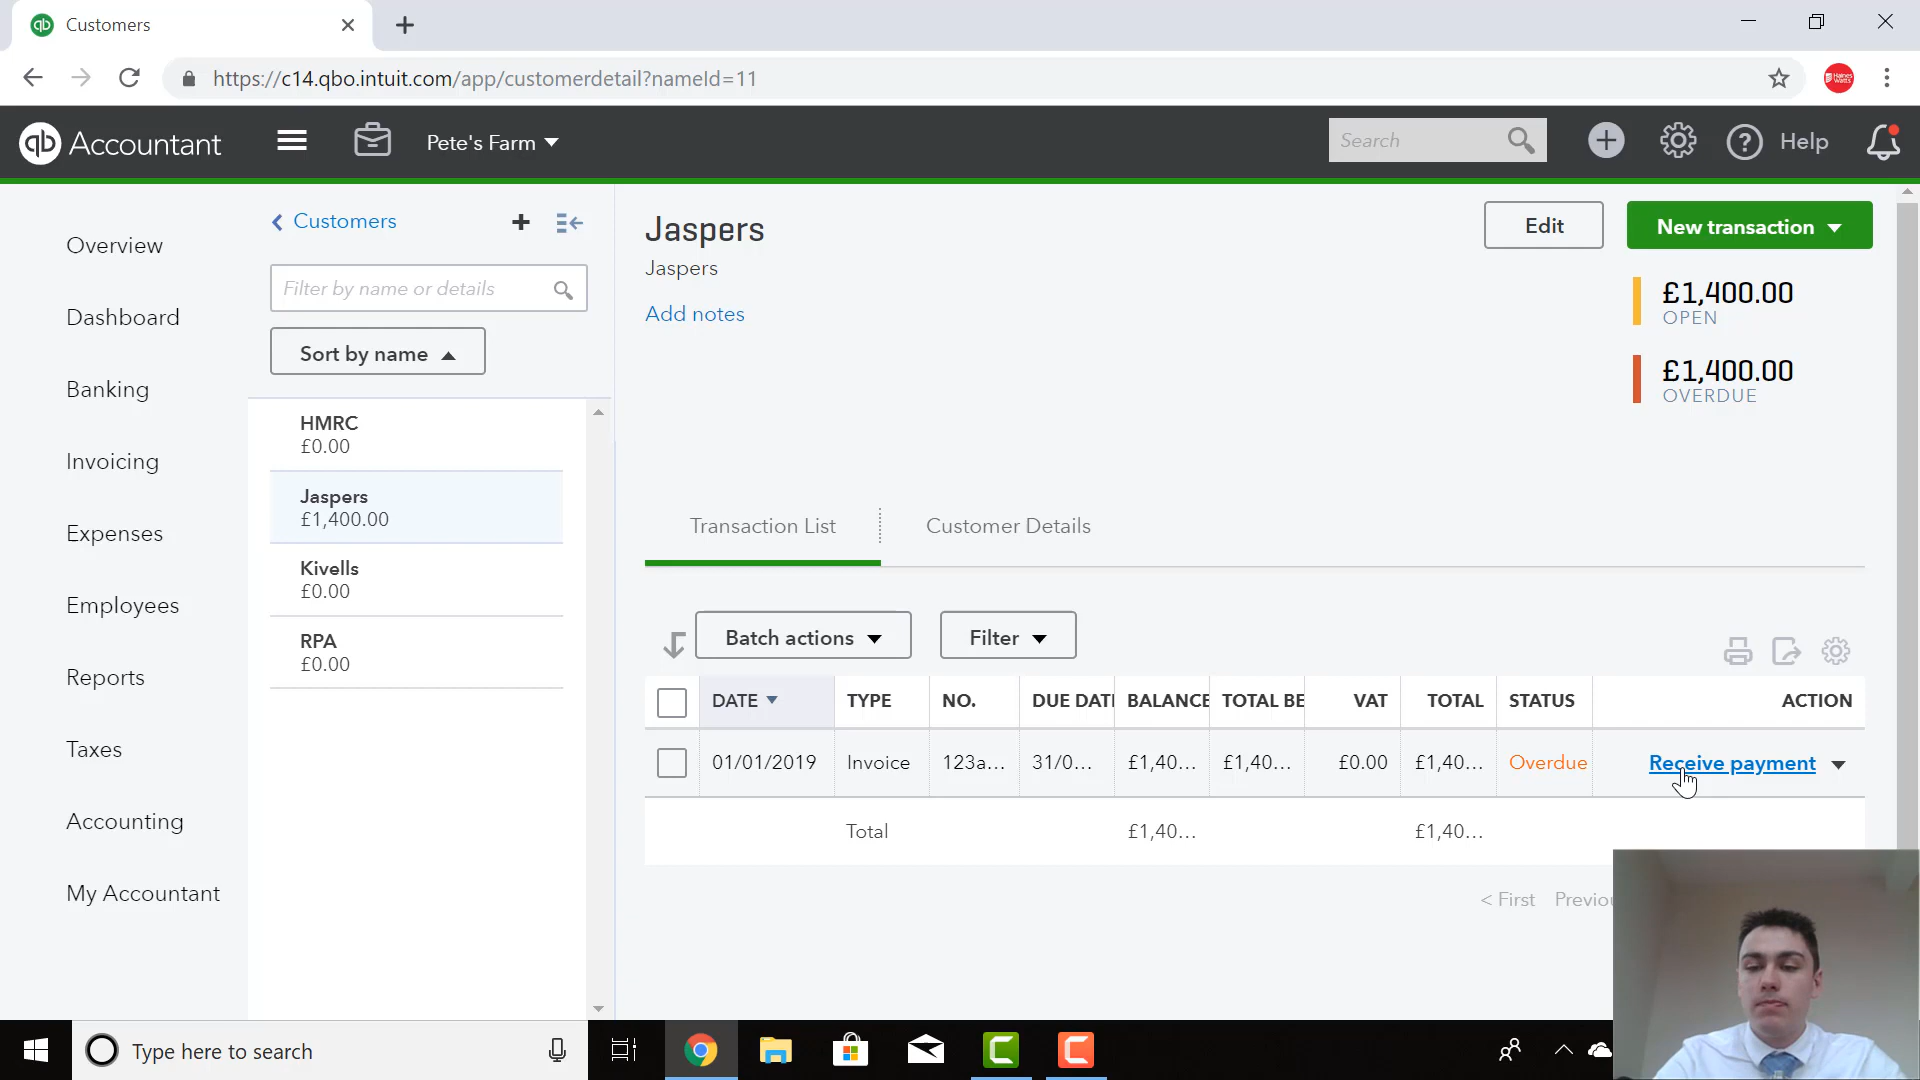 Customers
https://c14.qbo.intuit.com/app/customerdetail?nameId=11
qb Accountant
Pete's Farm
Search
Help
Overview
Dashboard
Banking
Invoicing
Expenses
Employees
Reports
Taxes
Accounting
My Accountant
Customers
Filter by name or details
Sort by name
HMRC
£0.00
Jaspers
£1,400.00
Kivells
£0.00
RPA
£0.00
Jaspers
Jaspers
Add notes
Edit
New transaction
£1,400.00
OPEN
£1,400.00
OVERDUE
Transaction List
Customer Details
Batch actions
Filter
DATE TYPE NO. DUE DAT BALANCE TOTAL BE VAT TOTAL STATUS ACTION
01/01/2019 Invoice 123a... 31/0... £1,40... £1,40... £0.00 £1,40... Overdue Receive payment
Total £1,40... £1,40...
< First Previou
Type here to search